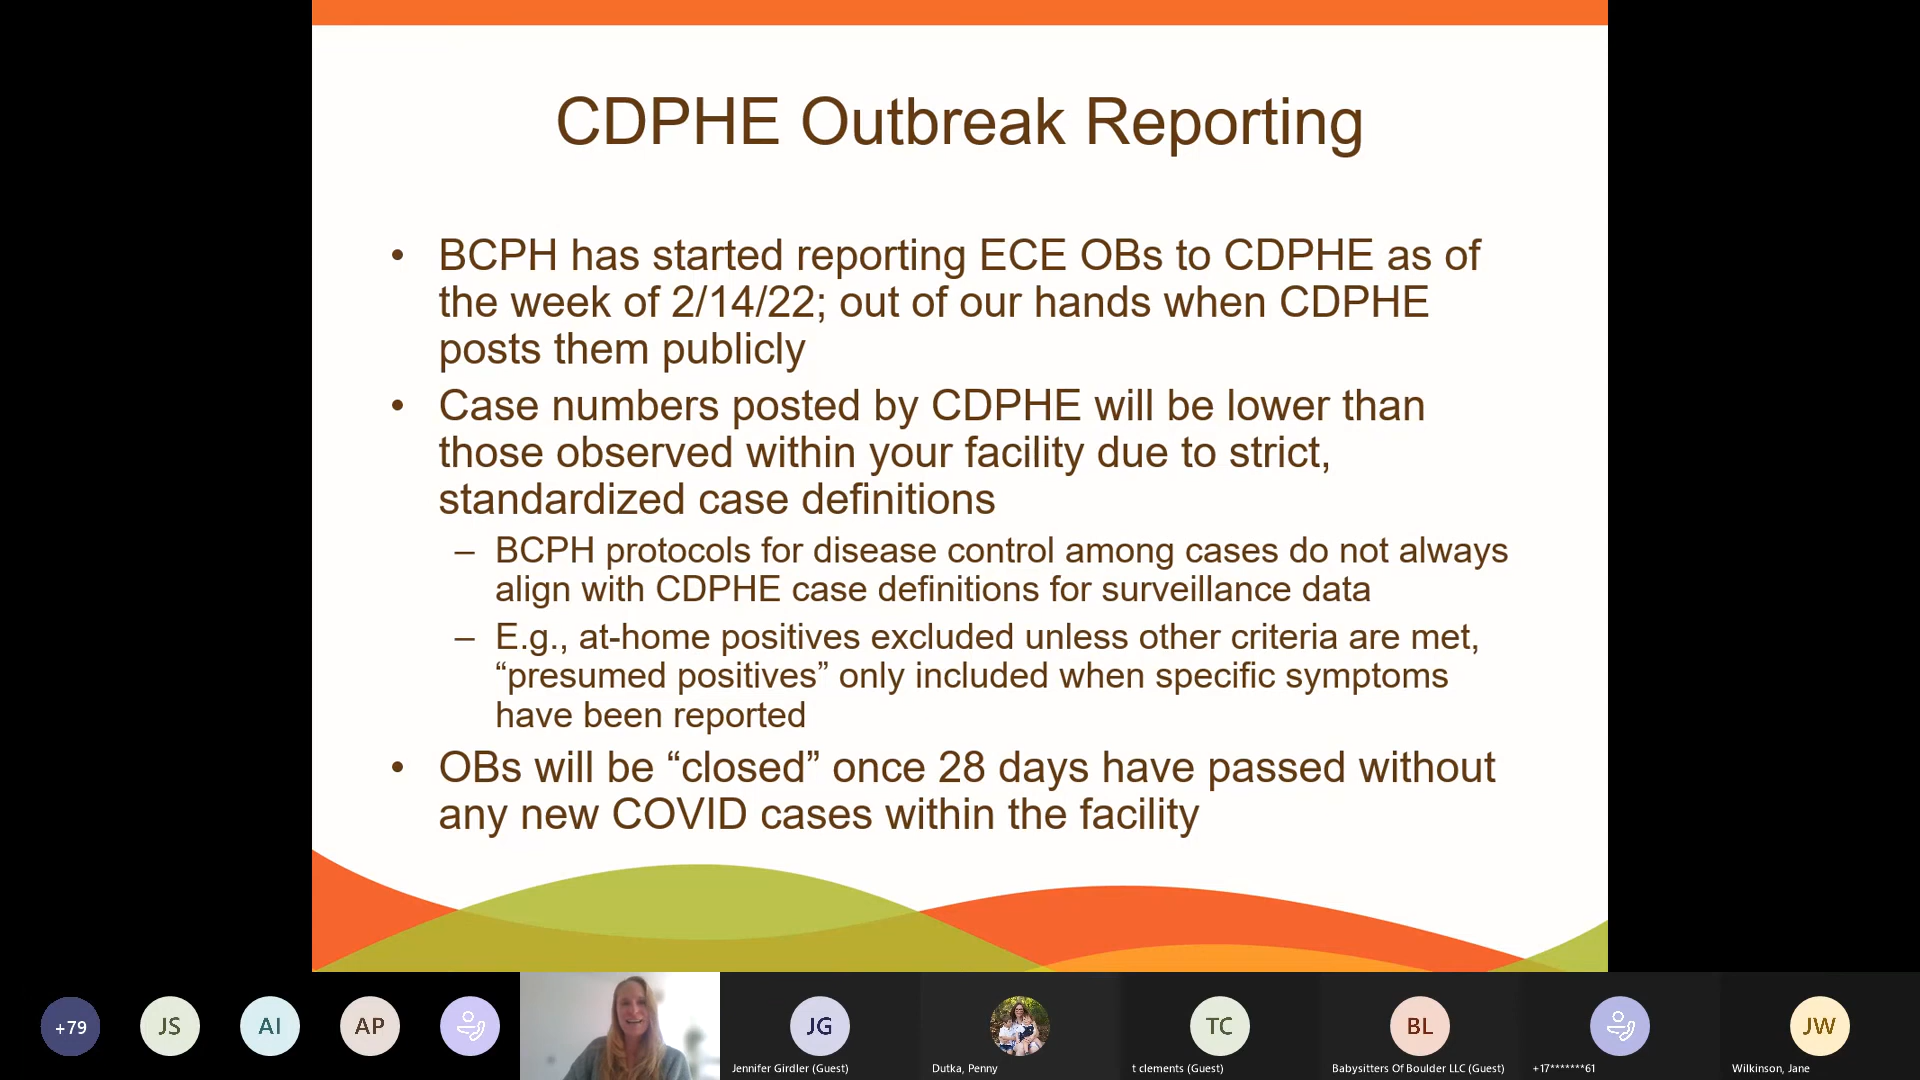 CDPHE Outbreak Reporting
• BCPH has started reporting ECE OBs to CDPHE as of
the week of 2/14/22; out of our hands when CDPHE
posts them publicly
• Case numbers posted by CDPHE will be lower than
those observed within your facility due to strict,
standardized case definitions
– BCPH protocols for disease control among cases do not always
align with CDPHE case definitions for surveillance data
– E.g., at-home positives excluded unless other criteria are met,
“presumed positives” only included when specific symptoms
have been reported
• OBs will be “closed” once 28 days have passed without
any new COVID cases within the facility
+79
JS
AI
AP
JG
TC
BL
JW
Jennifer Girdler (Guest)
Dutka, Penny
t clements (Guest)
Babysitters Of Boulder LLC (Guest)
+17*******61
Wilkinson, Jane